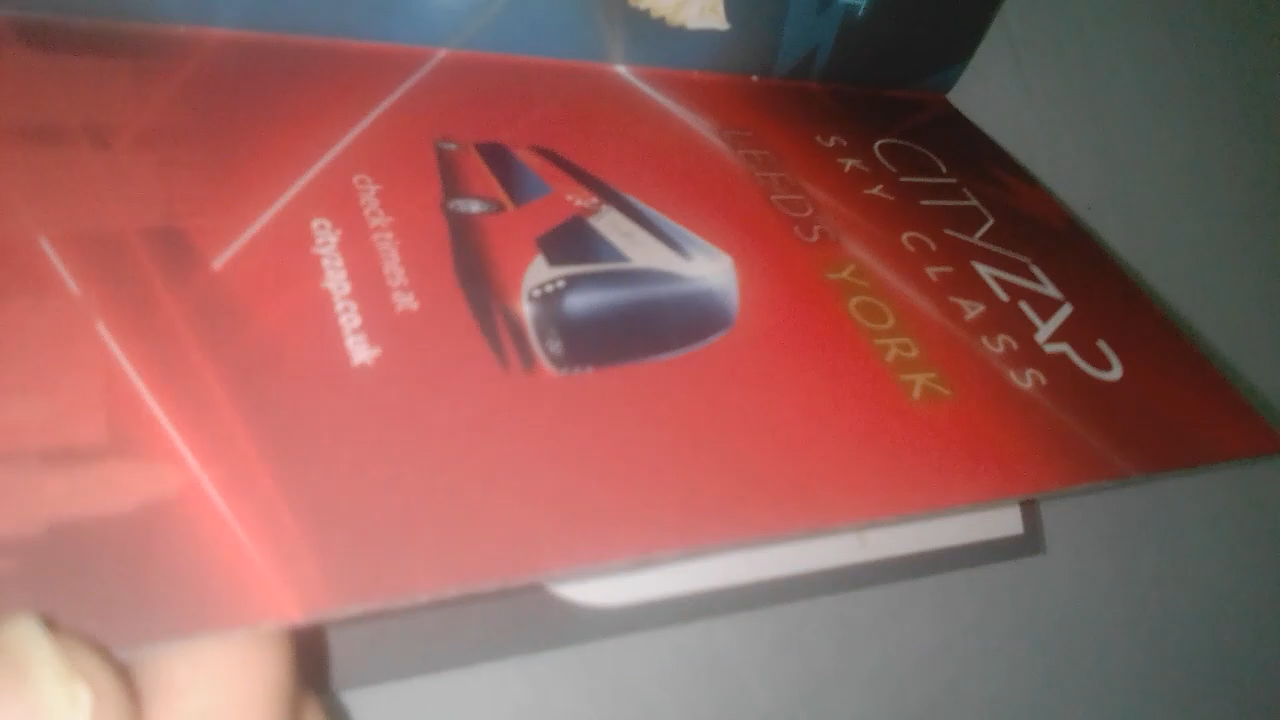 CITYZAP
SKY CLASS
LEEDS YORK
check times at
cityzap.co.uk